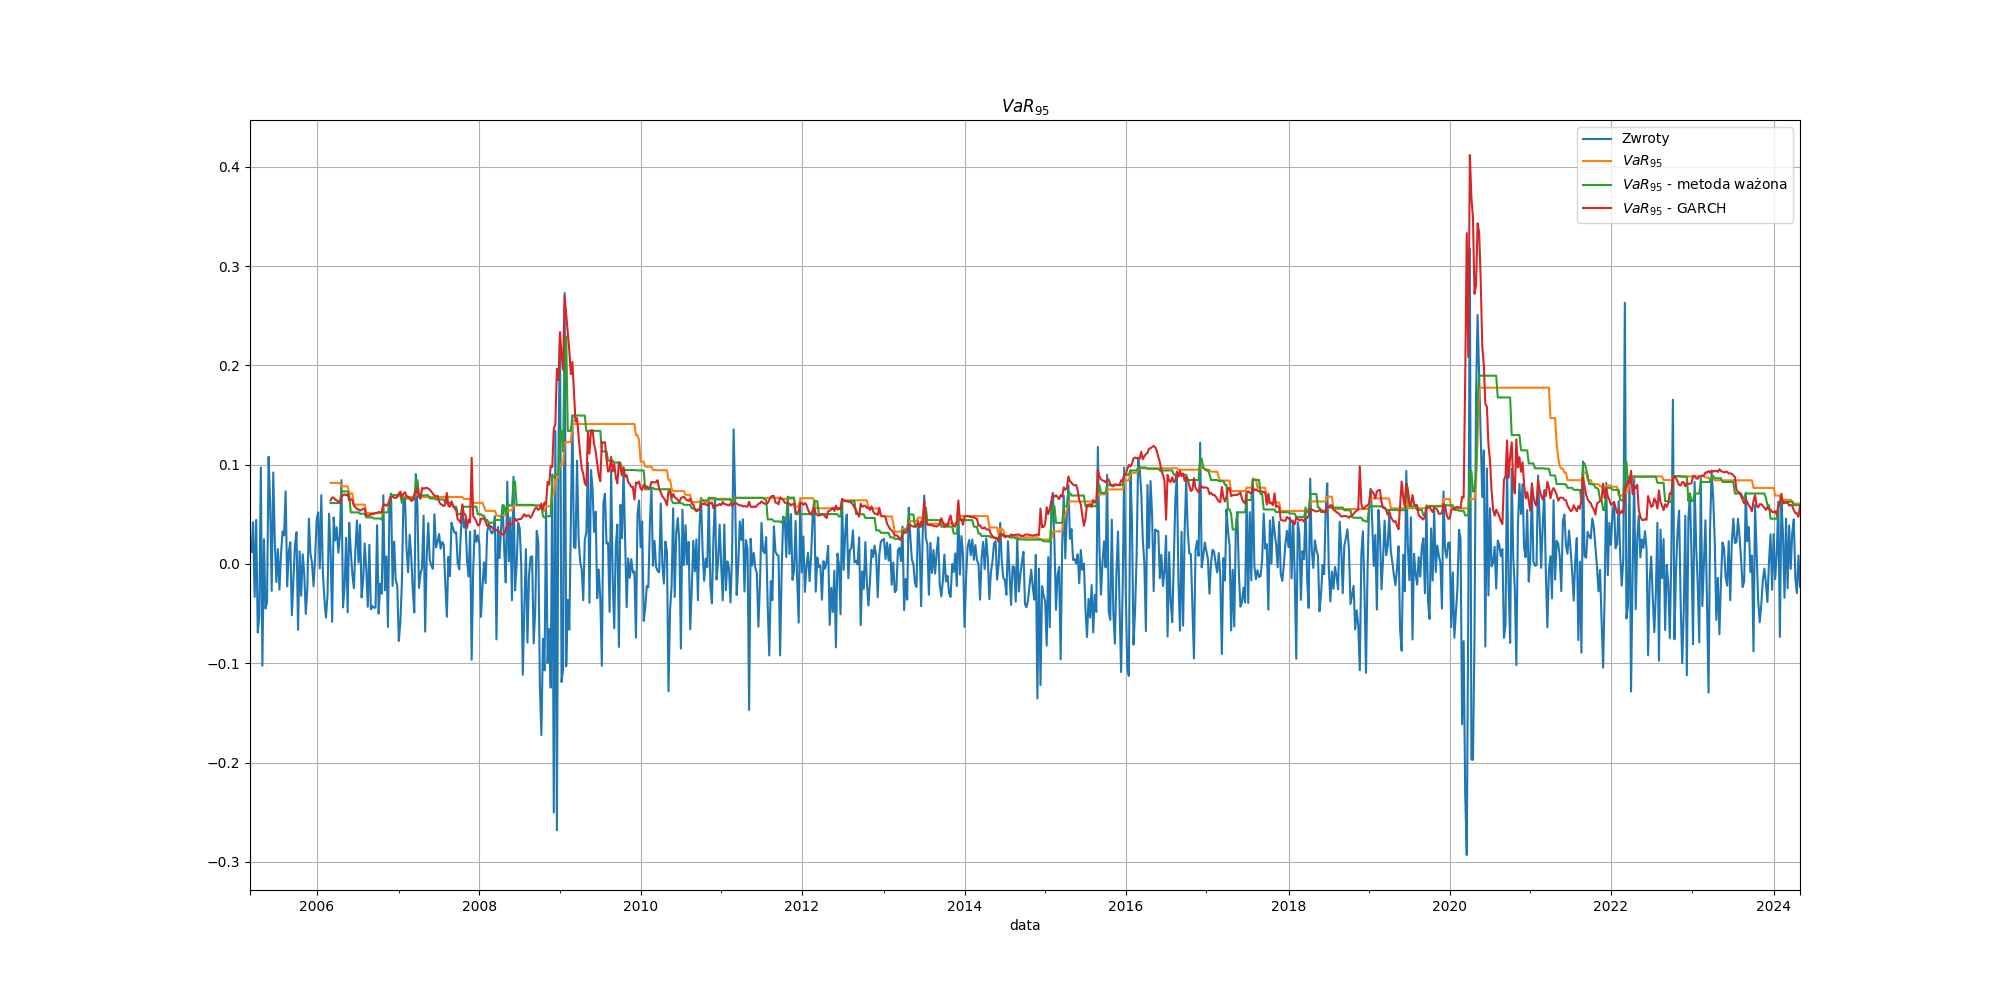 VaR95
Zwroty
VaR95
VaR95 - metoda ważona
VaR95 - GARCH
0.4
0.3
0.2
0.1
0.0
−0.1
−0.2
−0.3
2006 2008 2010 2012 2014 2016 2018 2020 2022 2024
data